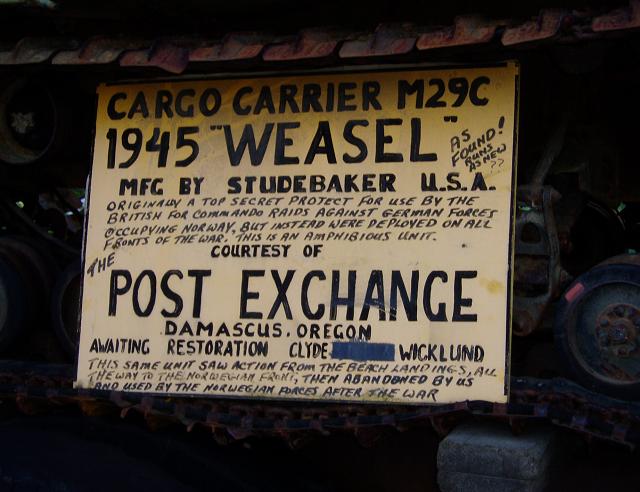 CARGO CARRIER M29C
1945 "WEASEL"
AS
FOUND!
RUNS
AS NEW
??
MFG BY STUDEBAKER U.S.A.
ORIGINALLY A TOP SECRET PROJECT FOR USE BY THE
BRITISH FOR COMMANDO RAIDS AGAINST GERMAN FORCES
OCCUPYING NORWAY, BUT INSTEAD WERE DEPLOYED ON ALL
FRONTS OF THE WAR. THIS IS AN AMPHIBIOUS UNIT.
COURTESY OF
THE
POST EXCHANGE
DAMASCUS, OREGON
AWAITING RESTORATION CLYDE WICKLUND
THIS SAME UNIT SAW ACTION FROM THE BEACH LANDINGS, ALL
THE WAY TO THE NORWEGIAN FRONT, THEN ABANDONED BY US
AND USED BY THE NORWEGIAN FORCES AFTER THE WAR